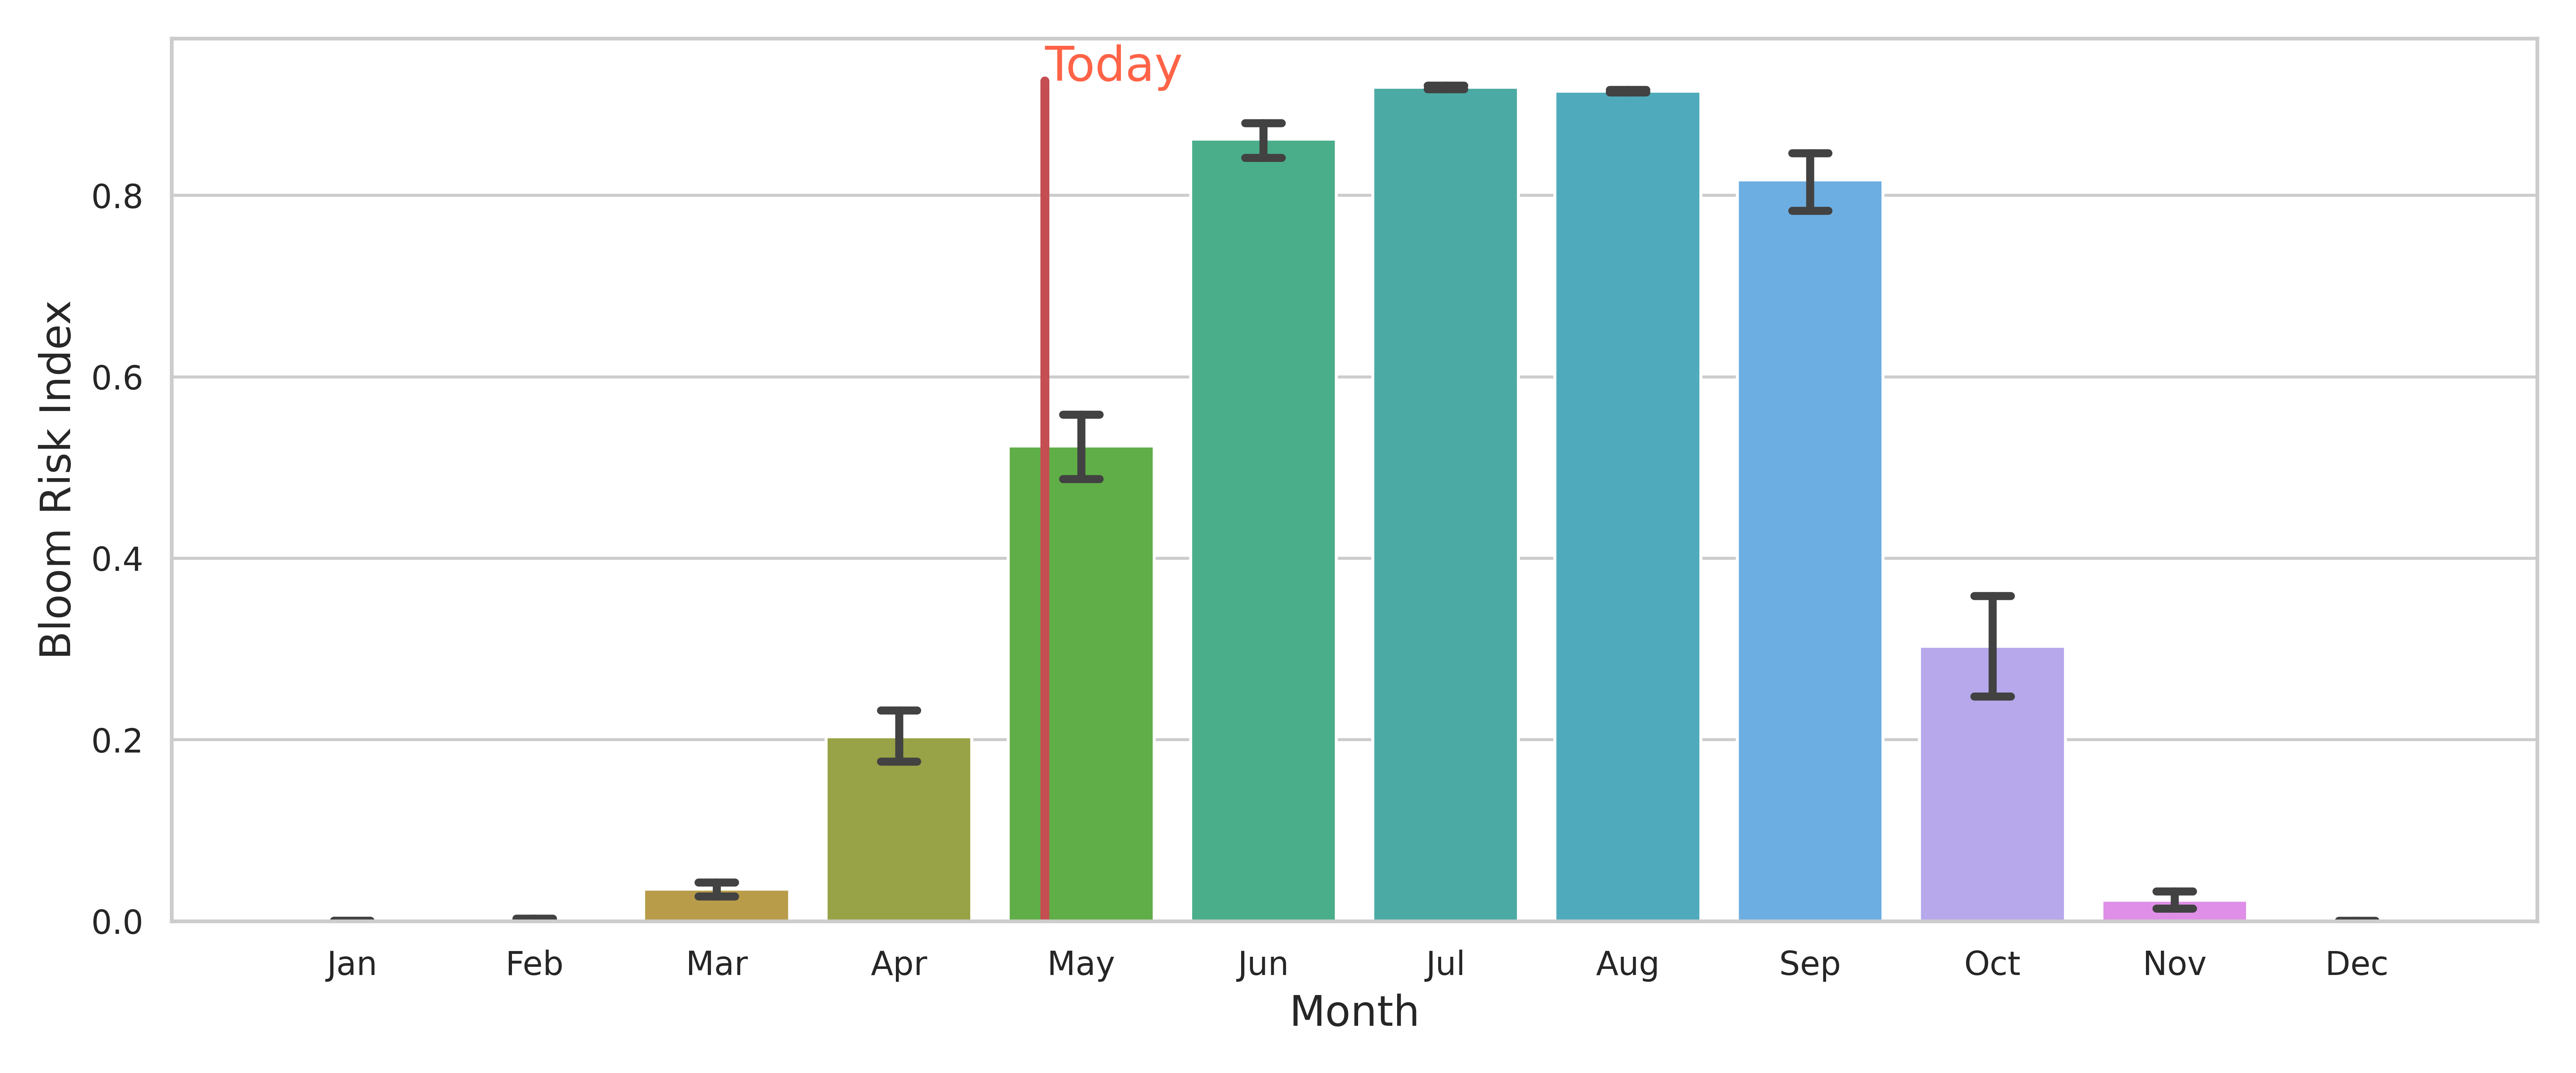 Today
Bloom Risk Index
0.8
0.6
0.4
0.2
0.0
Jan Feb Mar Apr May Jun Jul Aug Sep Oct Nov Dec
Month